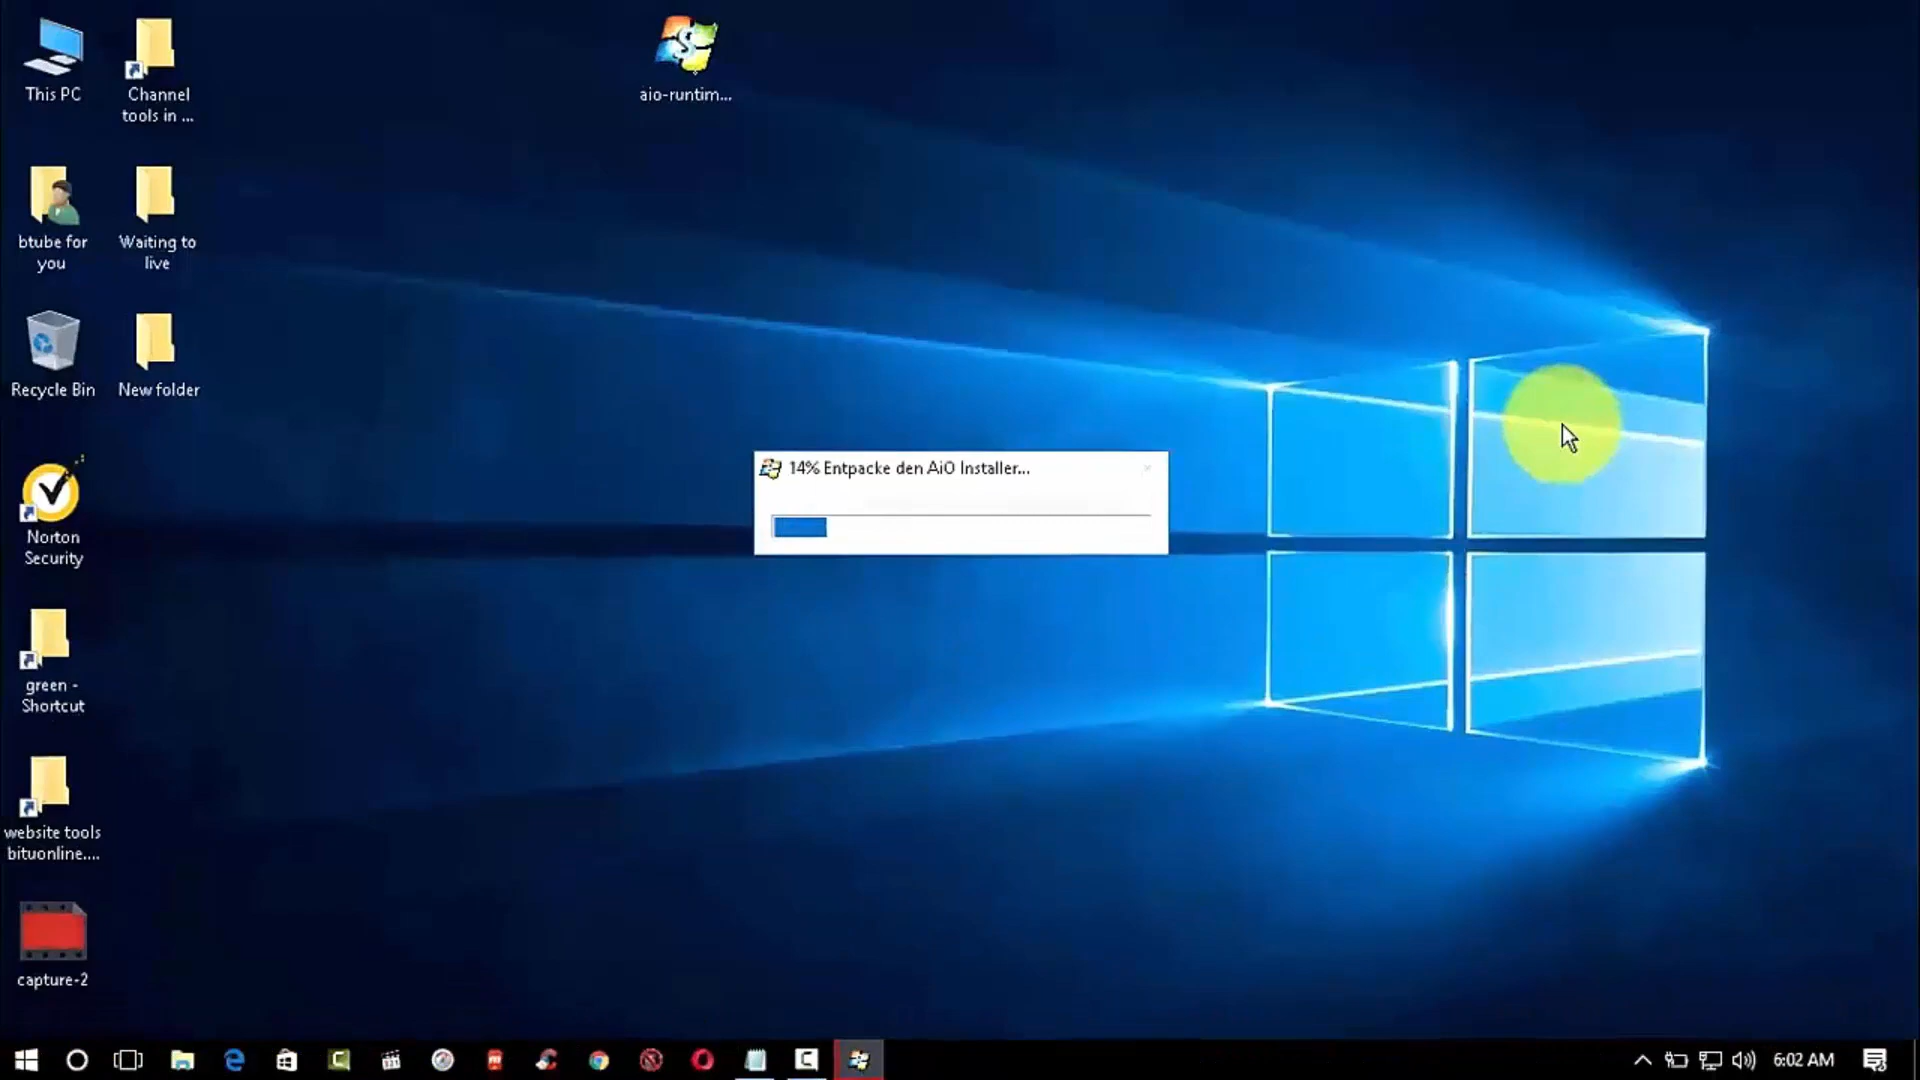 This PC
Channel
tools in ...
aio-runtim...
btube for
you
Waiting to
live
Recycle Bin
New folder
14% Entpacke den AiO Installer...
Norton
Security
green -
Shortcut
website tools
bituonline....
capture-2
6:02 AM